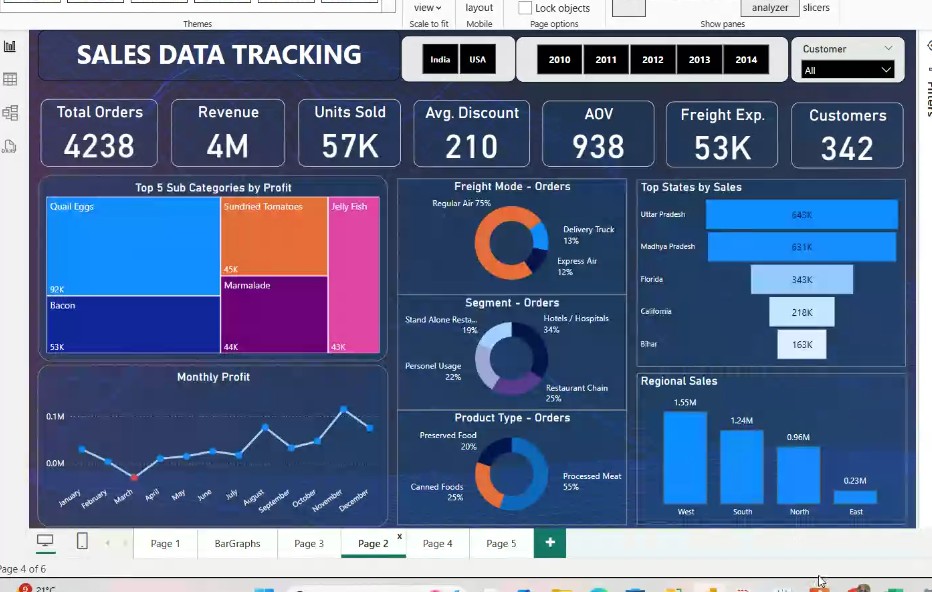 view
layout
Lock objects
analyzer
slicers
Themes
Scale to fit
Mobile
Page options
Show panes
SALES DATA TRACKING
India
USA
2010
2011
2012
2013
2014
Customer
All
Filters
Total Orders
4238
Revenue
4M
Units Sold
57K
Avg. Discount
210
AOV
938
Freight Exp.
53K
Customers
342
Top 5 Sub Categories by Profit
Quail Eggs
92K
Bacon
53K
Sundried Tomatoes
45K
Marmalade
44K
Jelly Fish
43K
Freight Mode - Orders
Regular Air 75%
Delivery Truck
13%
Express Air
12%
Segment - Orders
Stand Alone Resta...
19%
Hotels / Hospitals
34%
Personel Usage
22%
Restaurant Chain
25%
Product Type - Orders
Preserved Food
20%
Canned Foods
25%
Processed Meat
55%
Top States by Sales
Uttar Pradesh
643K
Madhya Pradesh
631K
Florida
343K
California
218K
Bihar
163K
Monthly Profit
0.1M
0.0M
January
February
March
April
May
June
July
August
September
October
November
December
Regional Sales
1.55M
1.24M
0.96M
0.23M
West
South
North
East
Page 1
BarGraphs
Page 3
Page 2
x
Page 4
Page 5
+
Page 4 of 6
21°C